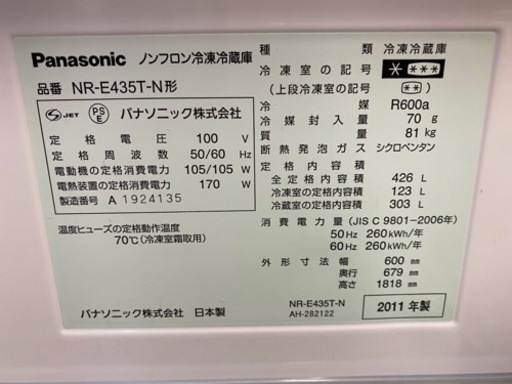 Panasonic ノンフロン冷凍冷蔵庫
品番 NR-E435T-N形
JET PS E パナソニック株式会社
定格電圧 100 V
定格周波数 50/60 Hz
電動機の定格消費電力 105/105 W
電熱装置の定格消費電力 170 W
製造番号 A 1924135
温度ヒューズの定格動作温度
70℃(冷凍室霜取用)
パナソニック株式会社 日本製
種類 冷凍冷蔵庫
冷凍室の記号 * ***
(上段冷凍室の記号 **)
冷媒 R600a
冷媒封入量 70 g
質量 81 kg
断熱発泡ガス シクロペンタン
定格内容積
全定格内容積 426 L
冷凍室の定格内容積 123 L
冷蔵室の定格内容積 303 L
消費電力量(JIS C 9801-2006年)
50 Hz 260 kWh/年
60 Hz 260 kWh/年
外形寸法 幅 600 mm
奥行 679 mm
高さ 1818 mm
NR-E435T-N
AH-282122
2011年製